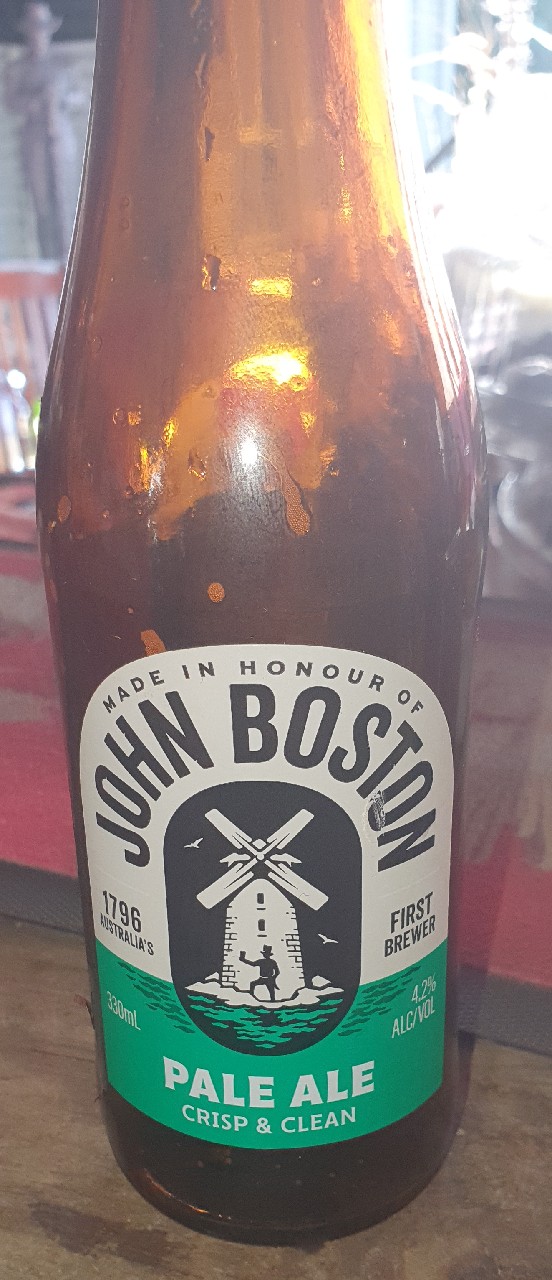 MADE IN HONOUR OF
JOHN BOSTON
1796
AUSTRALIA'S
FIRST
BREWER
330mL
4.2%
ALC/VOL
PALE ALE
CRISP & CLEAN